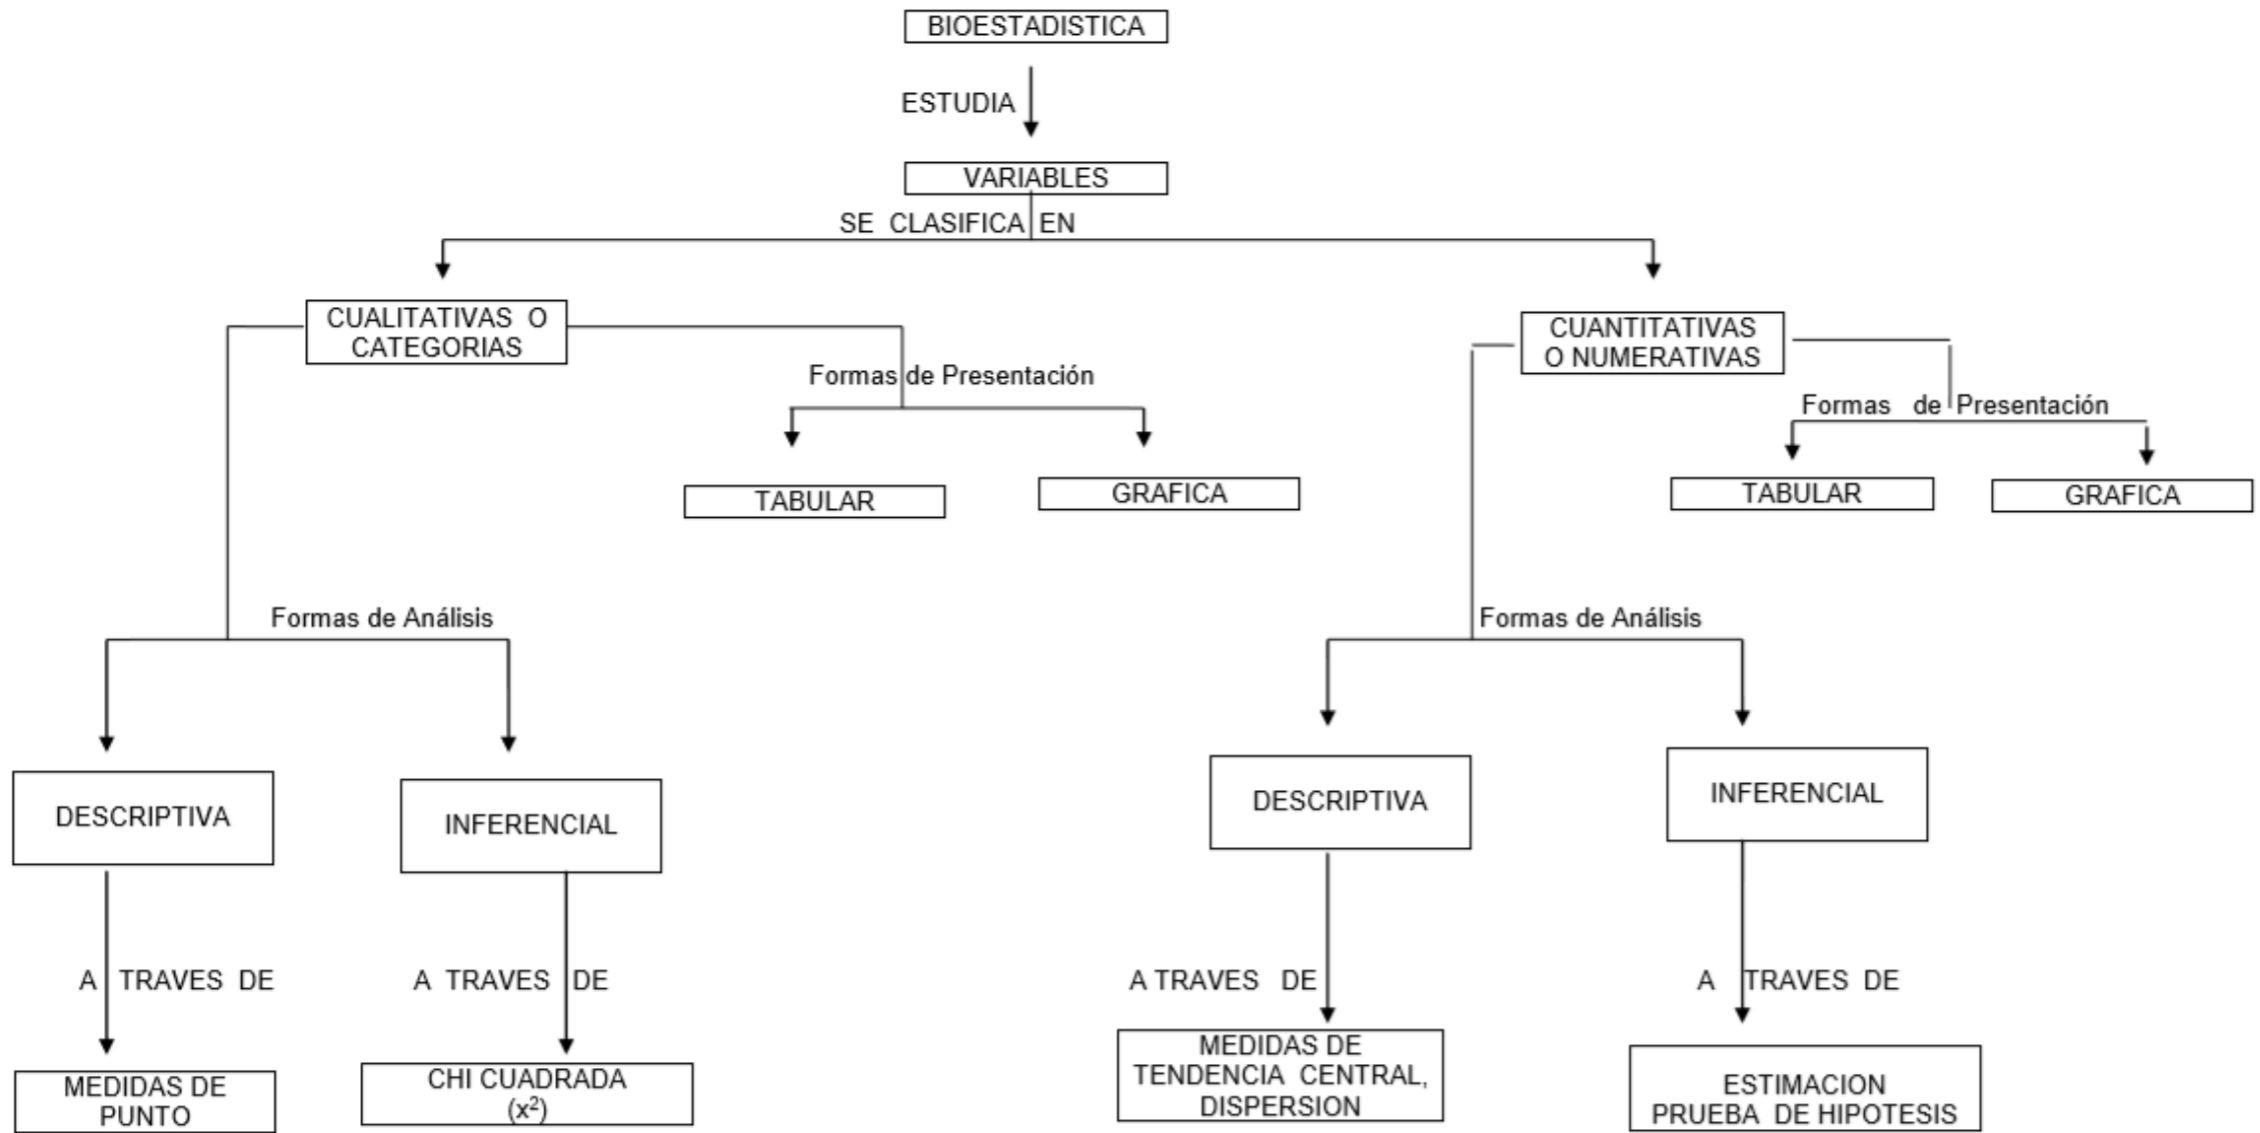 BIOESTADISTICA
ESTUDIA
VARIABLES
SE CLASIFICA EN
CUALITATIVAS O
CATEGORIAS
CUANTITATIVAS
O NUMERATIVAS
Formas de Presentación
Formas de Presentación
TABULAR
GRAFICA
TABULAR
GRAFICA
Formas de Análisis
Formas de Análisis
DESCRIPTIVA
INFERENCIAL
DESCRIPTIVA
INFERENCIAL
A TRAVES DE
A TRAVES DE
A TRAVES DE
A TRAVES DE
MEDIDAS DE
PUNTO
CHI CUADRADA
(x²)
MEDIDAS DE
TENDENCIA CENTRAL,
DISPERSION
ESTIMACION
PRUEBA DE HIPOTESIS